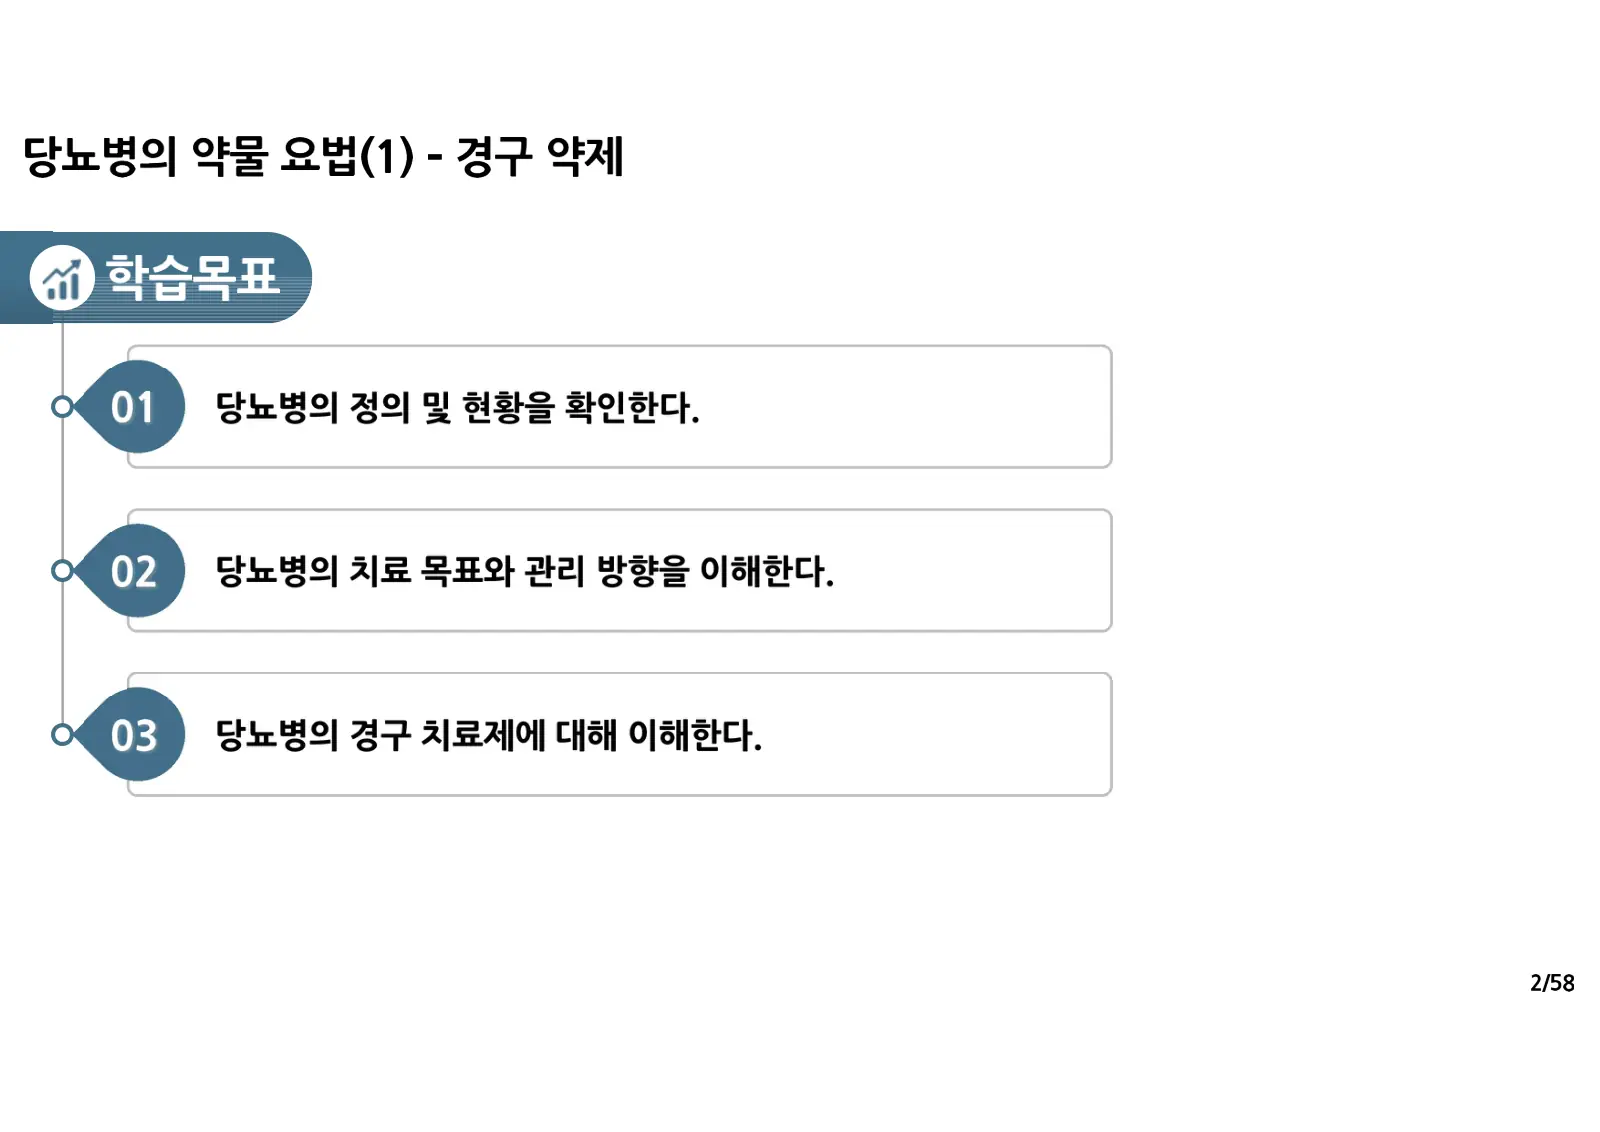 당뇨병의 약물 요법(1) - 경구 약제
학습목표
01 당뇨병의 정의 및 현황을 확인한다.
02 당뇨병의 치료 목표와 관리 방향을 이해한다.
03 당뇨병의 경구 치료제에 대해 이해한다.
2/58